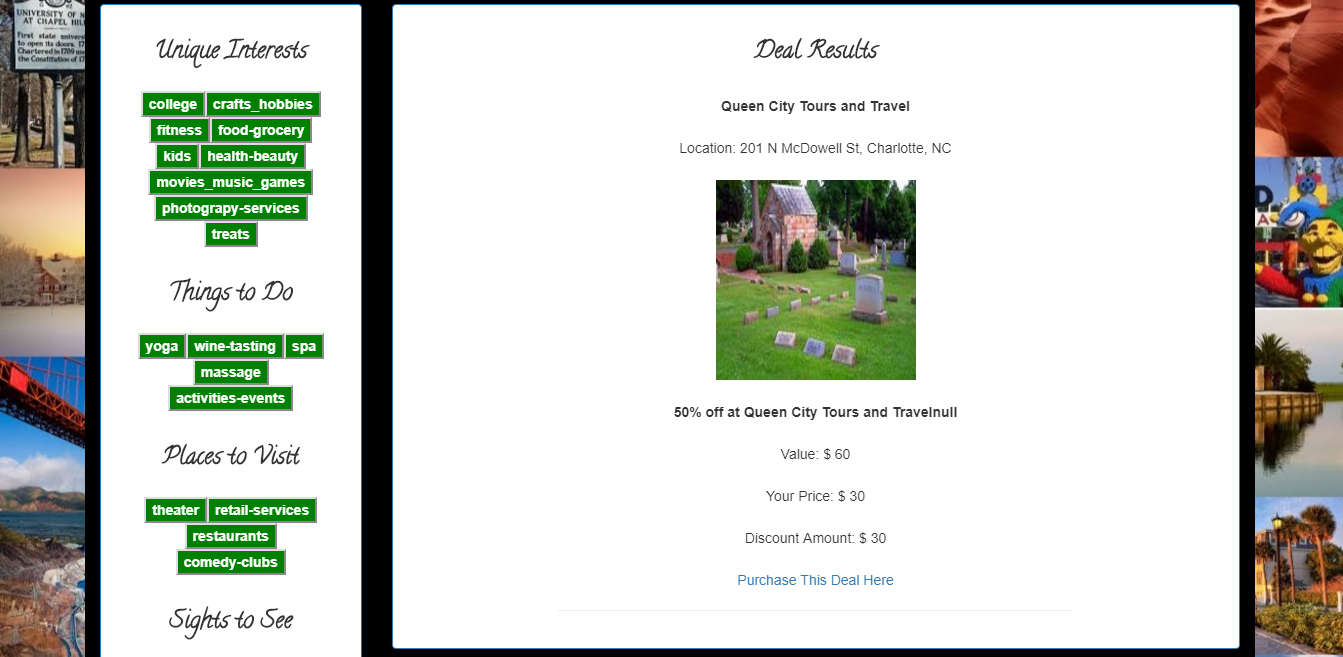 UNIVERSITY OF N
AT CHAPEL HIL
First state univers
to open its doors, 17
Chartered in 1789 un
the Constitution of 17
Unique Interests
college crafts_hobbies
fitness food-grocery
kids health-beauty
movies_music_games
photograpy-services
treats
Things to Do
yoga wine-tasting spa
massage
activities-events
Places to Visit
theater retail-services
restaurants
comedy-clubs
Sights to See
Deal Results
Queen City Tours and Travel
Location: 201 N McDowell St, Charlotte, NC
50% off at Queen City Tours and Travelnull
Value: $ 60
Your Price: $ 30
Discount Amount: $ 30
Purchase This Deal Here